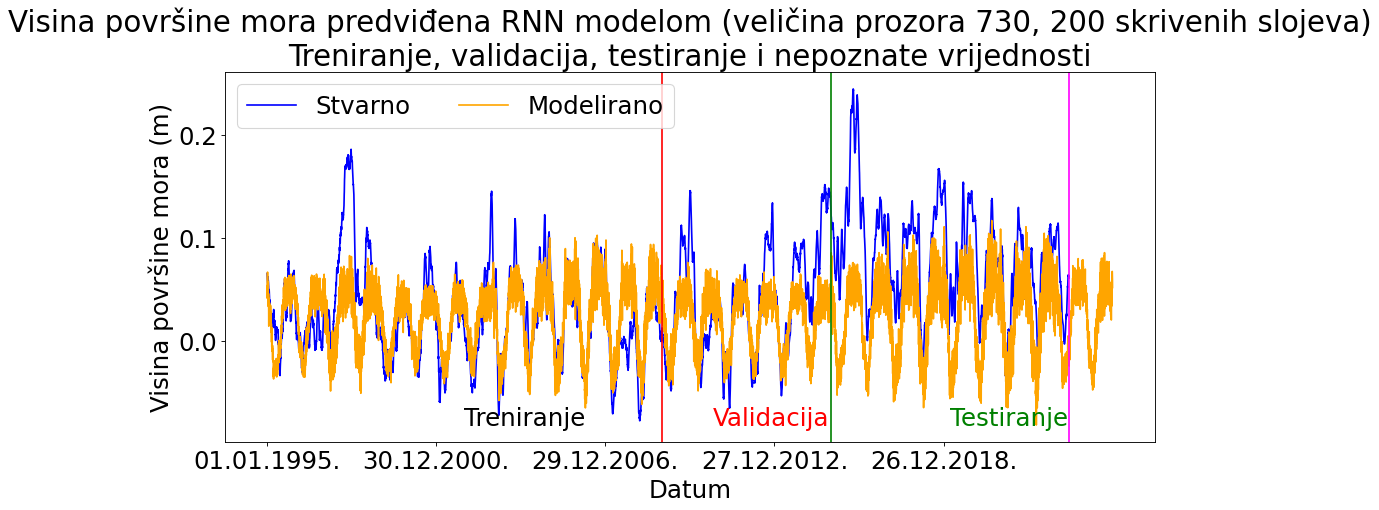 Visina površine mora predviđena RNN modelom (veličina prozora 730, 200 skrivenih slojeva)
Treniranje, validacija, testiranje i nepoznate vrijednosti
Stvarno Modelirano
Visina površine mora (m)
0.2
0.1
0.0
Treniranje Validacija Testiranje
01.01.1995. 30.12.2000. 29.12.2006. 27.12.2012. 26.12.2018.
Datum